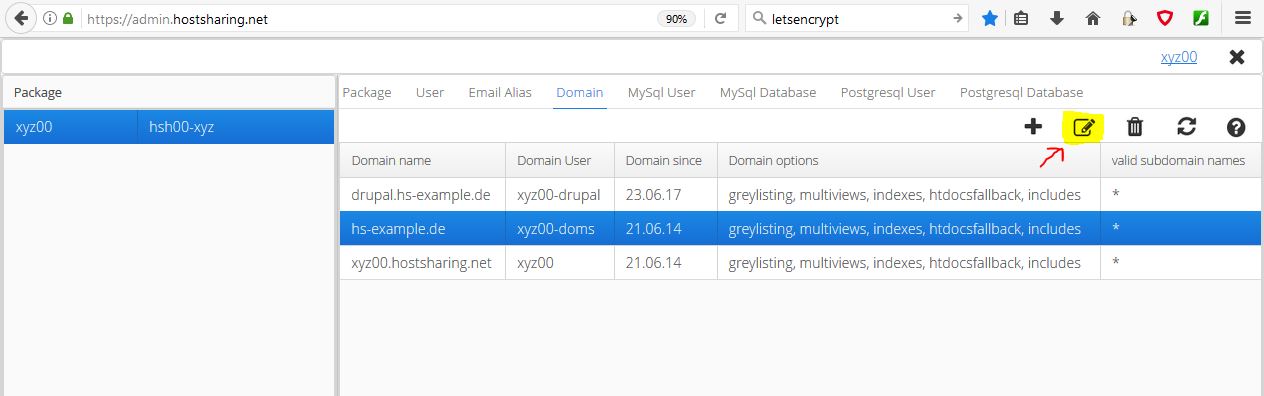 https://admin.hostsharing.net 90% letsencrypt
xyz00
Package
xyz00 hsh00-xyz
Package User Email Alias Domain MySql User MySql Database Postgresql User Postgresql Database
Domain name Domain User Domain since Domain options valid subdomain names
drupal.hs-example.de xyz00-drupal 23.06.17 greylisting, multiviews, indexes, htdocsfallback, includes *
hs-example.de xyz00-doms 21.06.14 greylisting, multiviews, indexes, htdocsfallback, includes *
xyz00.hostsharing.net xyz00 21.06.14 greylisting, multiviews, indexes, htdocsfallback, includes *